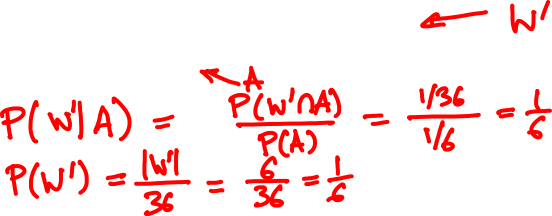 ← W'
↖ A
P(W'|A) = P(W'∩A)/P(A) = 1/36/1/6 = 1/6
P(W') = |W'|/36 = 6/36 = 1/6